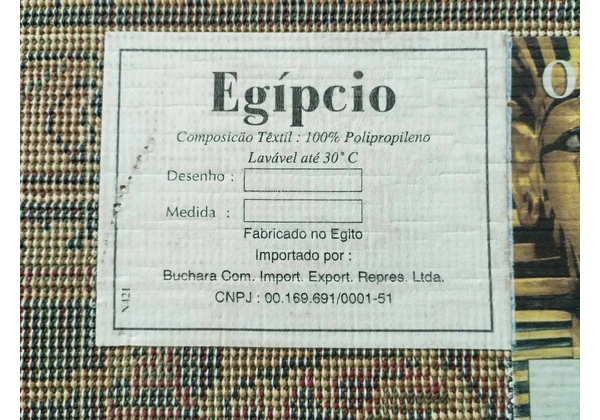 Egípcio
Composicão Têxtil : 100% Polipropileno
Lavável até 30° C
Desenho :
Medida :
Fabricado no Egito
Importado por :
Buchara Com. Import. Export. Repres. Ltda.
CNPJ : 00.169.691/0001-51
N421
O